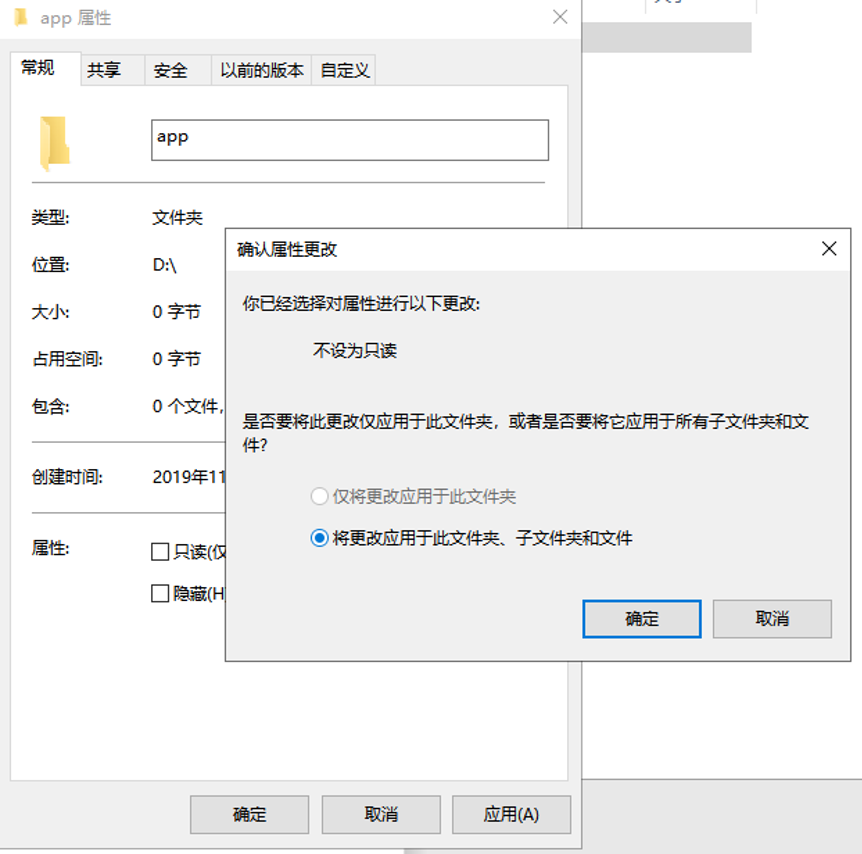 app 属性
常规
共享
安全
以前的版本
自定义
app
类型:
文件夹
位置:
D:\
大小:
0 字节
占用空间:
0 字节
包含:
0 个文件,
创建时间:
2019年11
属性:
只读(仅
隐藏(H)
确认属性更改
你已经选择对属性进行以下更改:
不设为只读
是否要将此更改仅应用于此文件夹，或者是否要将它应用于所有子文件夹和文
件?
仅将更改应用于此文件夹
将更改应用于此文件夹、子文件夹和文件
确定
取消
确定
取消
应用(A)